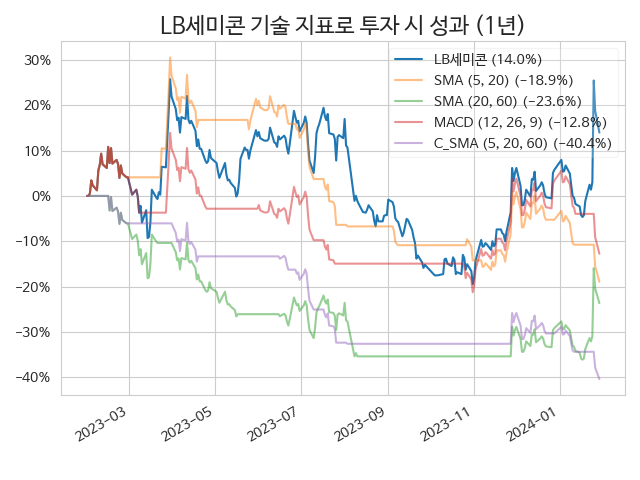 LB세미콘 기술 지표로 투자 시 성과 (1년)
LB세미콘 (14.0%)
SMA (5, 20) (−18.9%)
SMA (20, 60) (−23.6%)
MACD (12, 26, 9) (−12.8%)
C_SMA (5, 20, 60) (−40.4%)
30%
20%
10%
0%
−10%
−20%
−30%
−40%
2023−03
2023−05
2023−07
2023−09
2023−11
2024−01